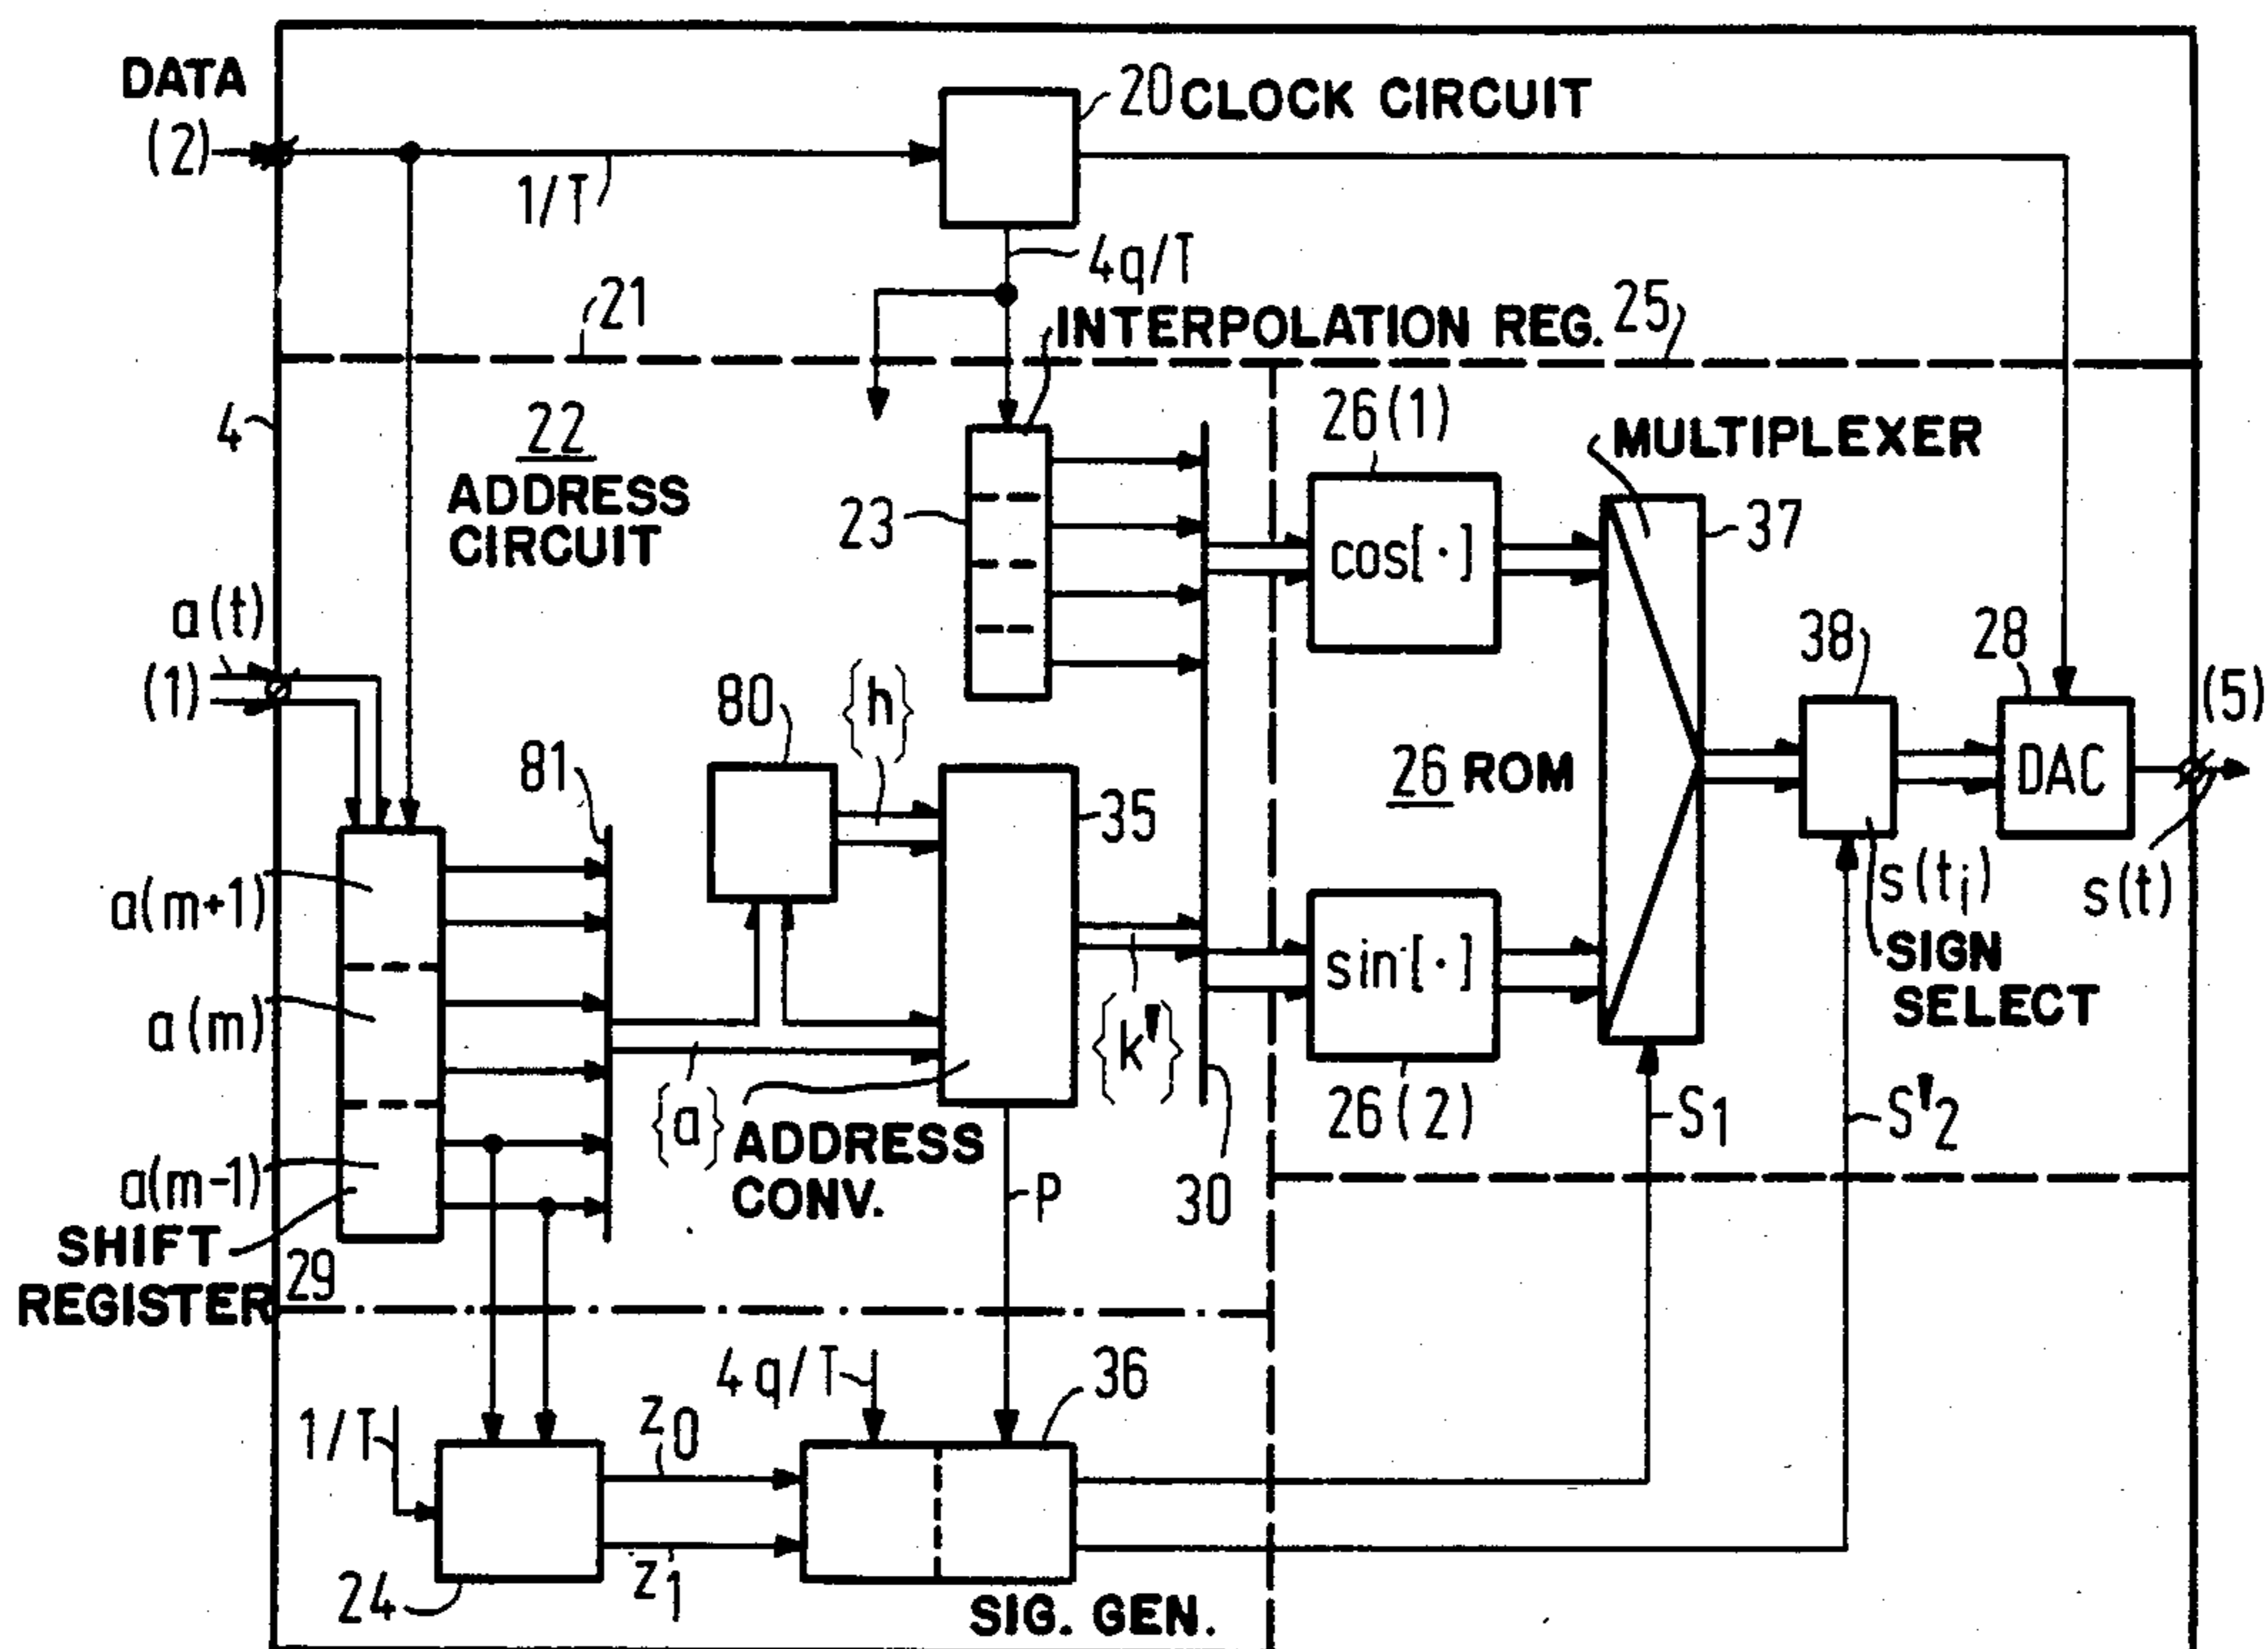 DATA
(2)
20 CLOCK CIRCUIT
1/T
4q/T
21
INTERPOLATION REG.
25
4
22
ADDRESS
CIRCUIT
23
26(1)
MULTIPLEXER
cos[·]
37
a(t)
(1)
80
{h}
81
35
26 ROM
38
28
(5)
DAC
a(m+1)
a(m)
a(m-1)
sin[·]
s(ti)
s(t)
SIGN
SELECT
{k'}
{a}
ADDRESS
CONV.
26(2)
S1
S'2
P
30
SHIFT
REGISTER
29
4q/T
36
1/T
z0
z1
24
SIG. GEN.